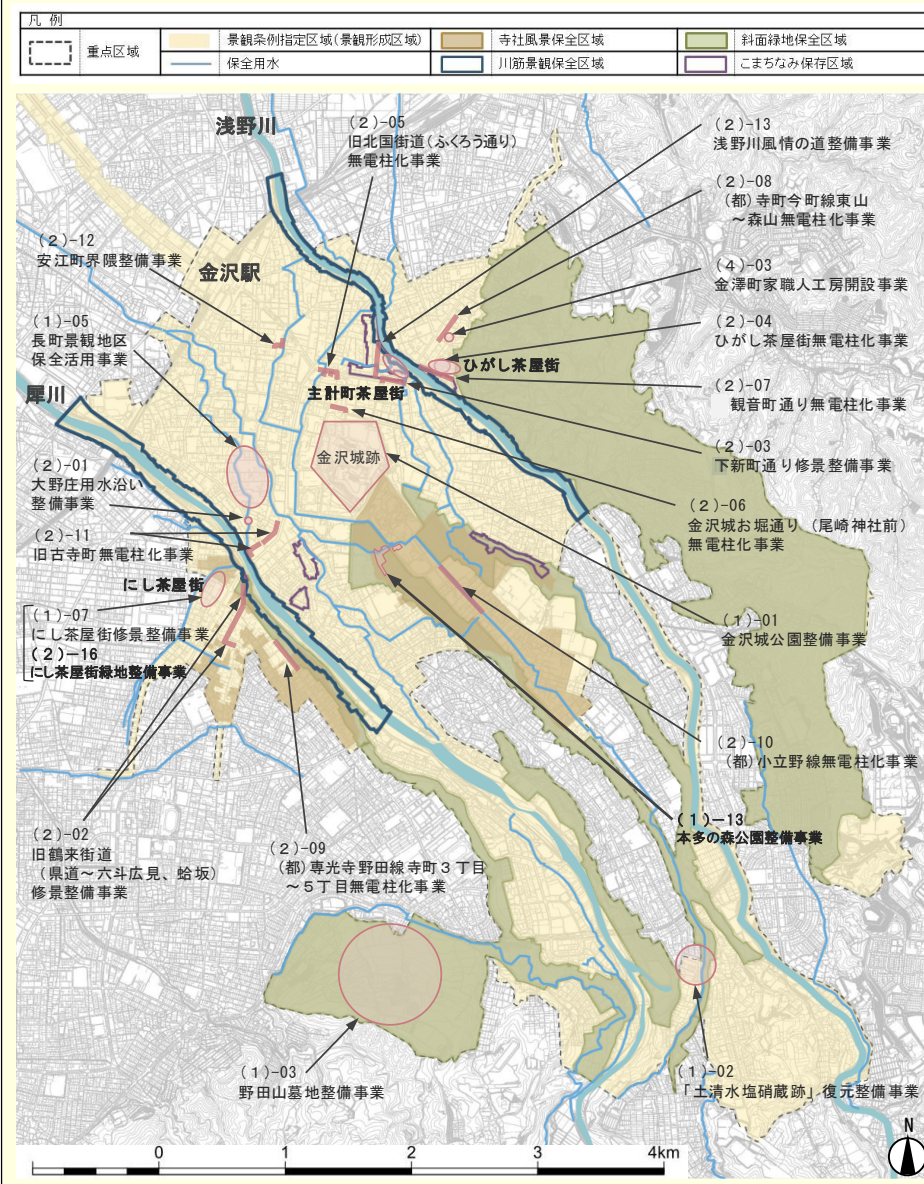 凡 例
重点区域
景観条例指定区域(景観形成区域)
寺社風景保全区域
斜面緑地保全区域
保全用水
川筋景観保全区域
こまちなみ保存区域
浅野川
(2)-05
旧北国街道(ふくろう通り)
無電柱化事業
(2)-13
浅野川風情の道整備事業
(2)-08
(都)寺町今町線東山
～森山無電柱化事業
(2)-12
安江町界隈整備事業
金沢駅
(4)-03
金澤町家職人工房開設事業
(1)-05
長町景観地区
保全活用事業
(2)-04
ひがし茶屋街無電柱化事業
ひがし茶屋街
主計町茶屋街
(2)-07
観音町通り無電柱化事業
犀川
(2)-03
下新町通り修景整備事業
金沢城跡
(2)-01
大野庄用水沿い
整備事業
(2)-06
金沢城お堀通り（尾崎神社前）
無電柱化事業
(2)-11
旧古寺町無電柱化事業
にし茶屋街
(1)-07
にし茶屋街修景整備事業
(2)-16
にし茶屋街緑地整備事業
(1)-01
金沢城公園整備事業
(2)-10
(都)小立野線無電柱化事業
(1)-13
本多の森公園整備事業
(2)-02
旧鶴来街道
(県道～六斗広見、蛤坂)
修景整備事業
(2)-09
(都)専光寺野田線寺町３丁目
～５丁目無電柱化事業
(1)-03
野田山墓地整備事業
(1)-02
「土清水塩硝蔵跡」復元整備事業
0 1 2 3 4km
N